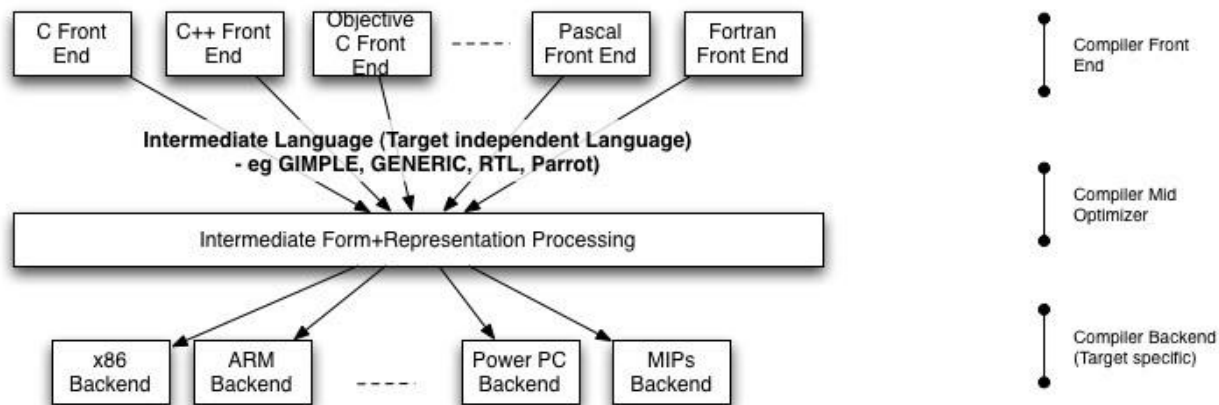 C Front
End
C++ Front
End
Objective
C Front
End
Pascal
Front End
Fortran
Front End
Compiler Front
End
Intermediate Language (Target independent Language)
- eg GIMPLE, GENERIC, RTL, Parrot)
Compiler Mid
Optimizer
Intermediate Form+Representation Processing
x86
Backend
ARM
Backend
Power PC
Backend
MIPs
Backend
Compiler Backend
(Target specific)